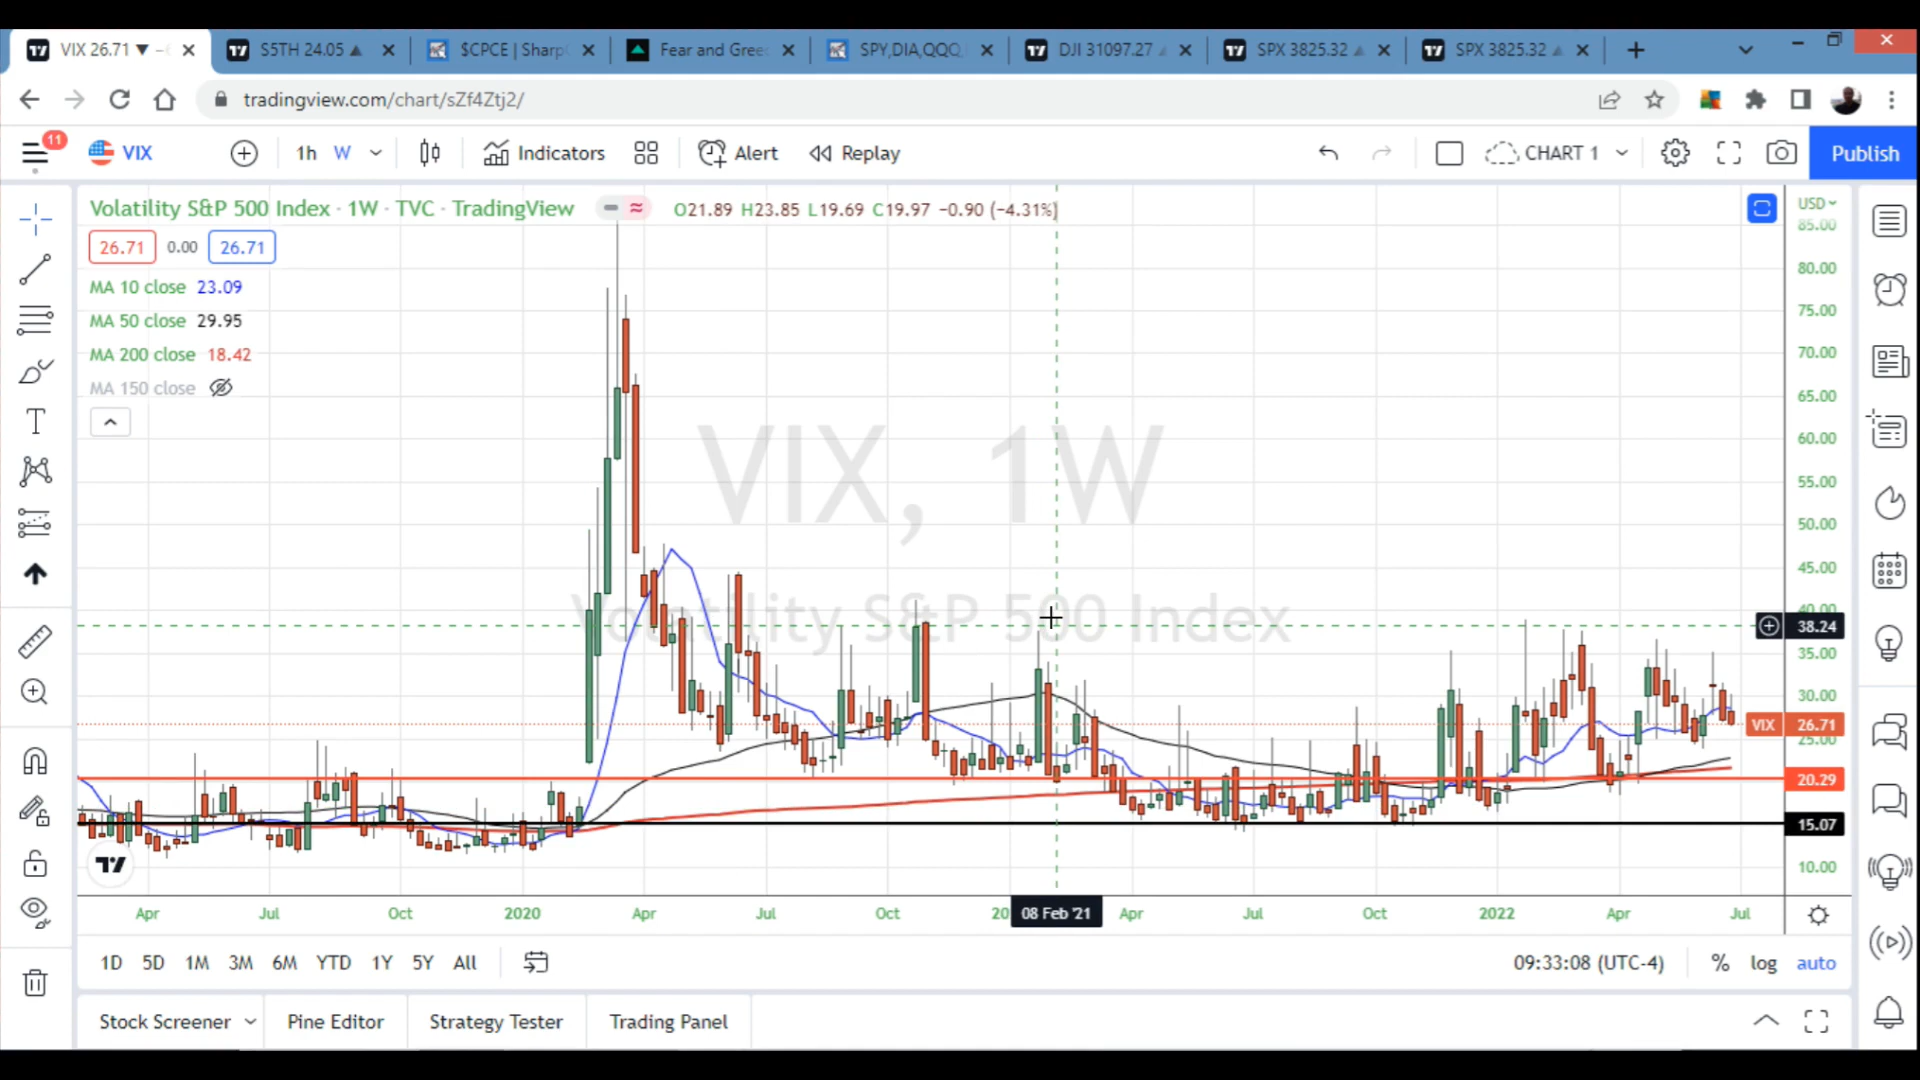 VIX 26.71 ▼ −
S5TH 24.05 ▲
$CPCE | Sharp
Fear and Gree
SPY,DIA,QQQ,
DJI 31097.27
SPX 3825.32 ▲
SPX 3825.32 ▲
tradingview.com/chart/sZf4Ztj2/
11
VIX
1h W
Indicators
Alert
Replay
CHART 1
Publish
Volatility S&P 500 Index · 1W · TVC · TradingView
O21.89 H23.85 L19.69 C19.97 −0.90 (−4.31%)
USD
26.71 0.00 26.71
MA 10 close 23.09
MA 50 close 29.95
MA 200 close 18.42
MA 150 close
VIX, 1W
Volatility S&P 500 Index
85.00
80.00
75.00
70.00
65.00
60.00
55.00
50.00
45.00
40.00
38.24
35.00
30.00
VIX 26.71
25.00
20.29
15.07
10.00
Apr Jul Oct 2020 Apr Jul Oct 20 08 Feb '21 Apr Jul Oct 2022 Apr Jul
1D 5D 1M 3M 6M YTD 1Y 5Y All
09:33:08 (UTC-4) % log auto
Stock Screener Pine Editor Strategy Tester Trading Panel